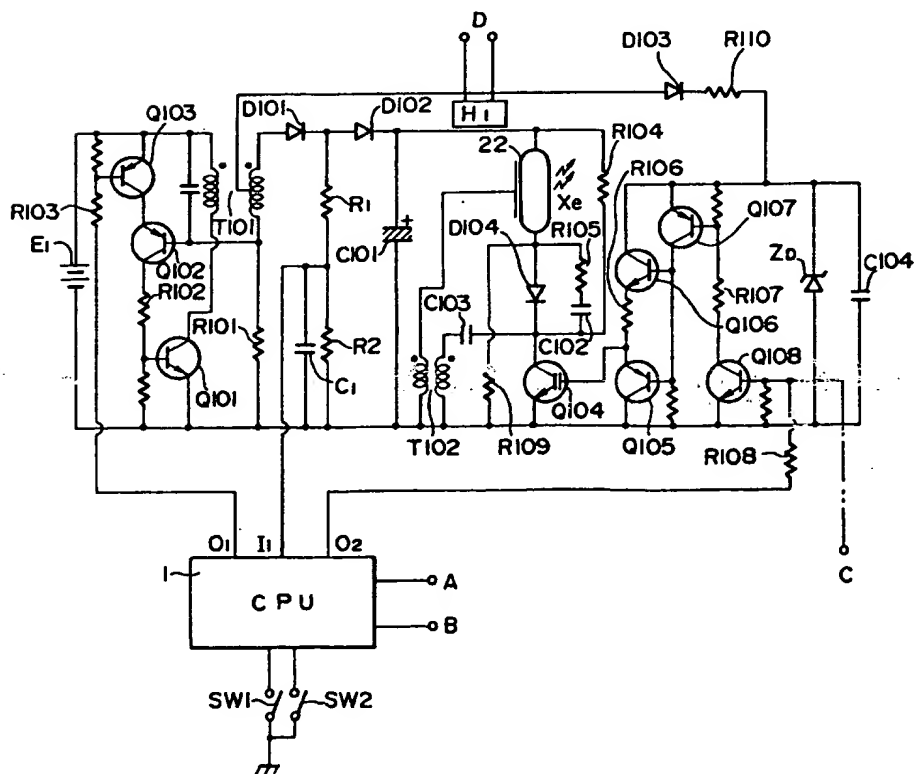 D
D103
R110
Q103
D101
D102
H1
R104
22
R106
Xe
Q107
R103
T101
R1
C101
D104
R105
ZD
C104
E1
Q102
R102
R107
C103
Q106
R101
R2
C102
Q108
Q101
C1
Q104
T102
R109
Q105
R108
O1
I1
O2
C
1
CPU
A
B
SW1
SW2